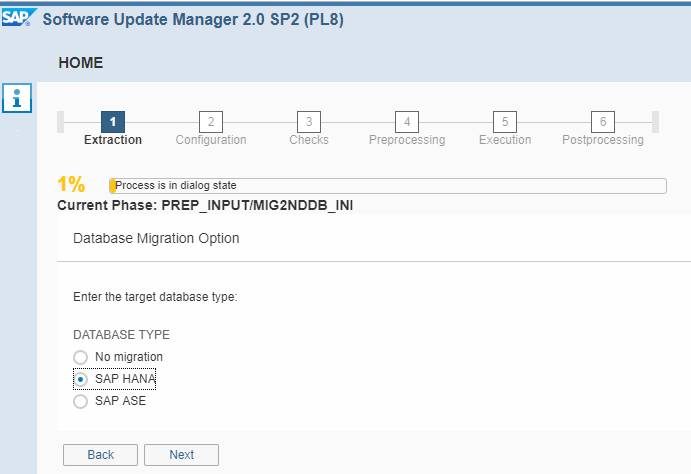 SAP Software Update Manager 2.0 SP2 (PL8)
HOME
1 2 3 4 5 6
Extraction Configuration Checks Preprocessing Execution Postprocessing
1% Process is in dialog state
Current Phase: PREP_INPUT/MIG2NDDB_INI
Database Migration Option
Enter the target database type:
DATABASE TYPE
No migration
SAP HANA
SAP ASE
Back Next